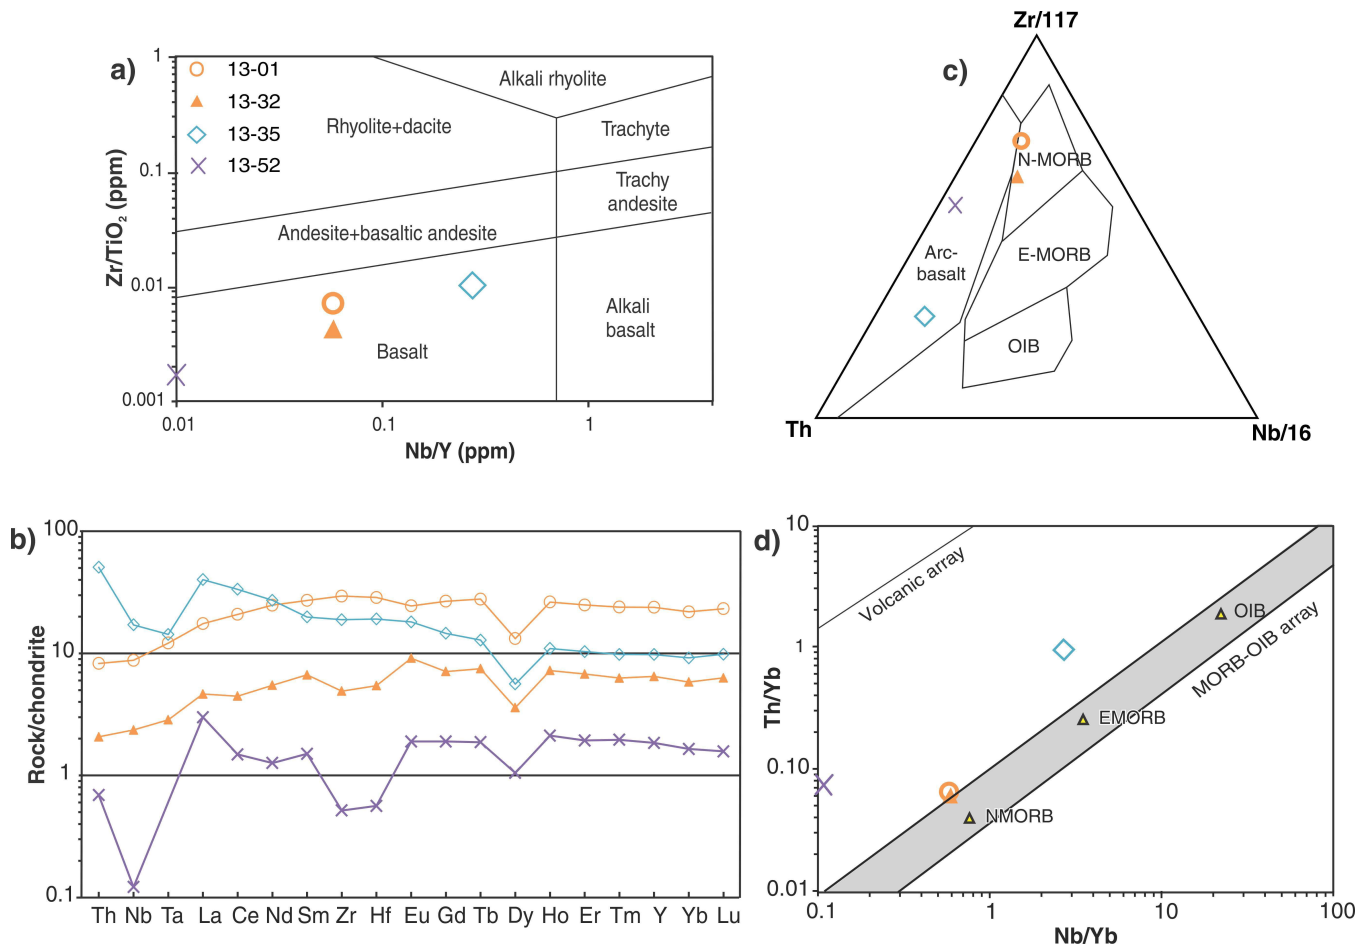 a)
1
0.1
0.01
0.001
Zr/TiO₂ (ppm)
13-01
13-32
13-35
13-52
Alkali rhyolite
Rhyolite+dacite
Trachyte
Trachy
andesite
Andesite+basaltic andesite
Alkali
basalt
Basalt
0.01
0.1
1
Nb/Y (ppm)
c)
Zr/117
N-MORB
Arc-
basalt
E-MORB
OIB
Th
Nb/16
b)
100
10
1
0.1
Rock/chondrite
Th Nb Ta La Ce Nd Sm Zr Hf Eu Gd Tb Dy Ho Er Tm Y Yb Lu
d)
10
1
0.10
0.01
Th/Yb
Volcanic array
OIB
MORB-OIB array
EMORB
NMORB
0.1
1
10
100
Nb/Yb